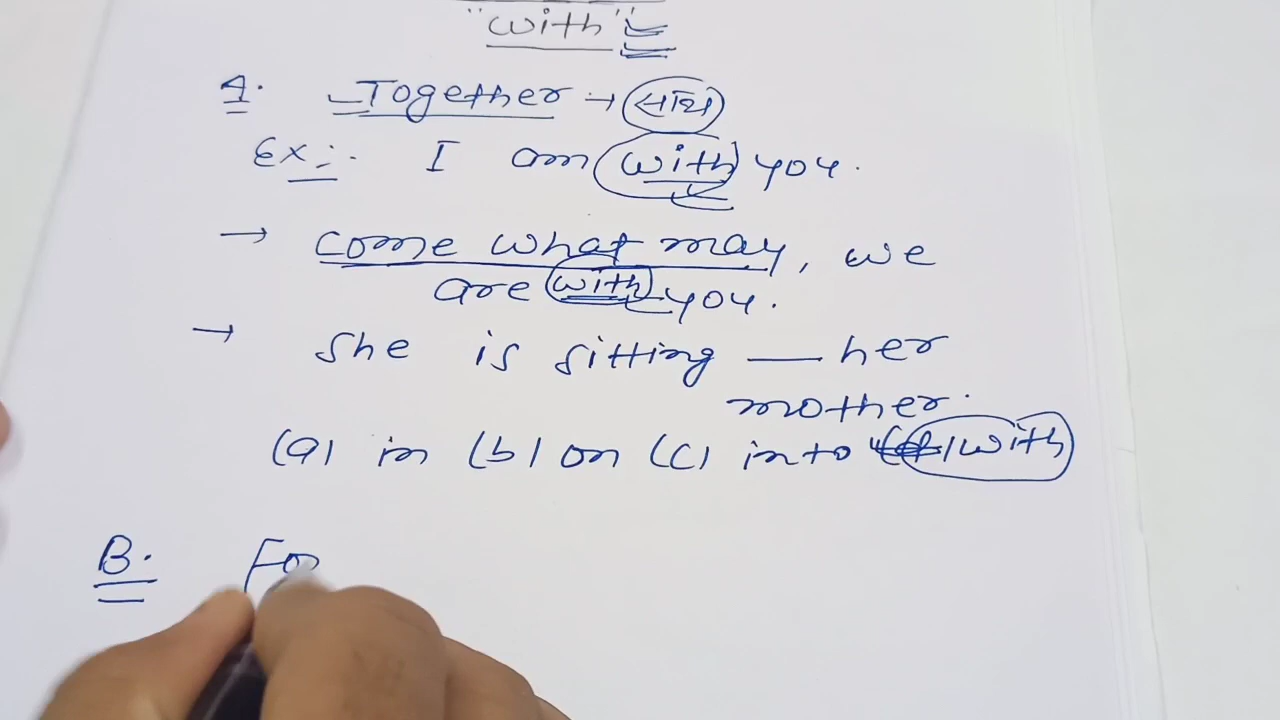 "with"
A. Together → साथ
Ex:- I am with you.
→ Come what may, we
are with you.
→ She is sitting — her
mother.
(a) in (b) on (c) into (d) with
B. Fo